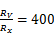 R_V/R_x = 400